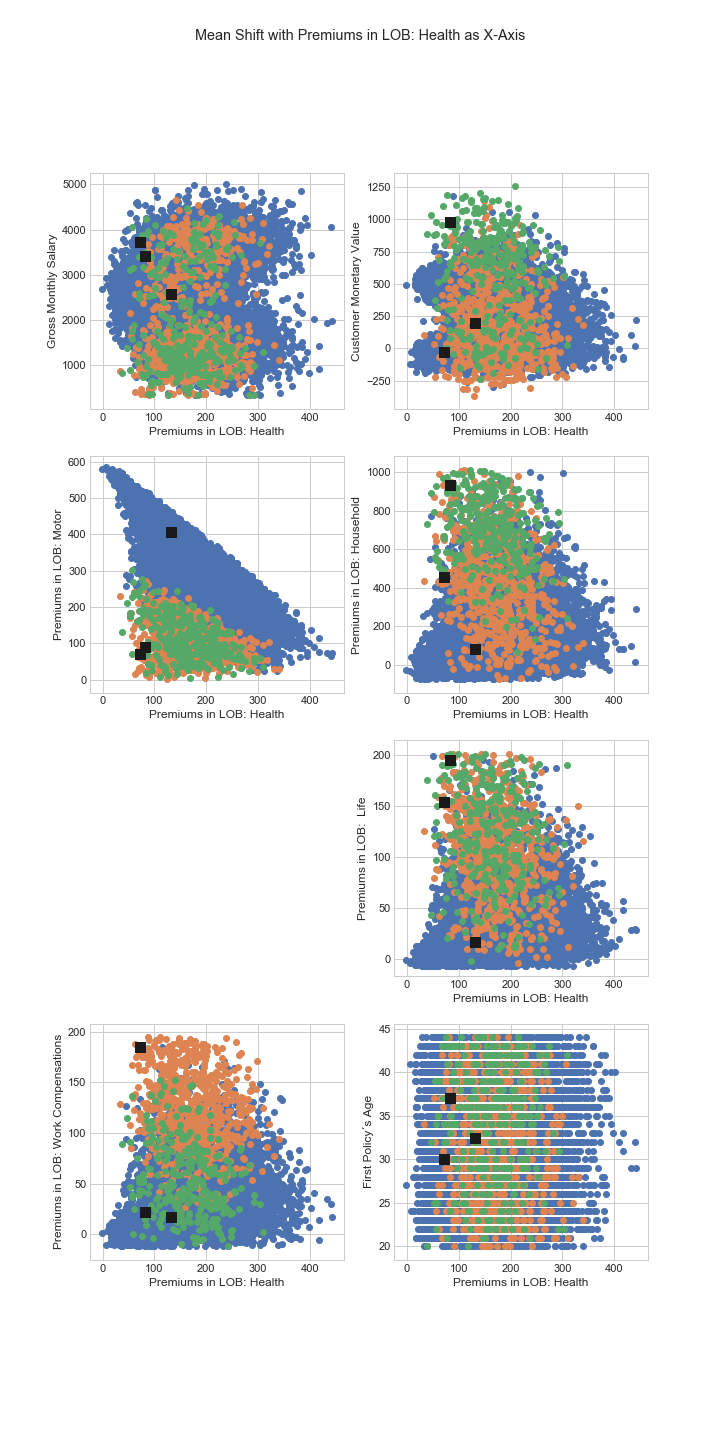 Mean Shift with Premiums in LOB: Health as X-Axis
5000
4000
3000
2000
1000
0 100 200 300 400
Gross Monthly Salary
Premiums in LOB: Health
1250
1000
750
500
250
0
−250
0 100 200 300 400
Customer Monetary Value
Premiums in LOB: Health
600
500
400
300
200
100
0
0 100 200 300 400
Premiums in LOB: Motor
Premiums in LOB: Health
1000
800
600
400
200
0
0 100 200 300 400
Premiums in LOB: Household
Premiums in LOB: Health
200
150
100
50
0
0 100 200 300 400
Premiums in LOB:  Life
Premiums in LOB: Health
200
150
100
50
0
0 100 200 300 400
Premiums in LOB: Work Compensations
Premiums in LOB: Health
45
40
35
30
25
20
0 100 200 300 400
First Policy´s Age
Premiums in LOB: Health